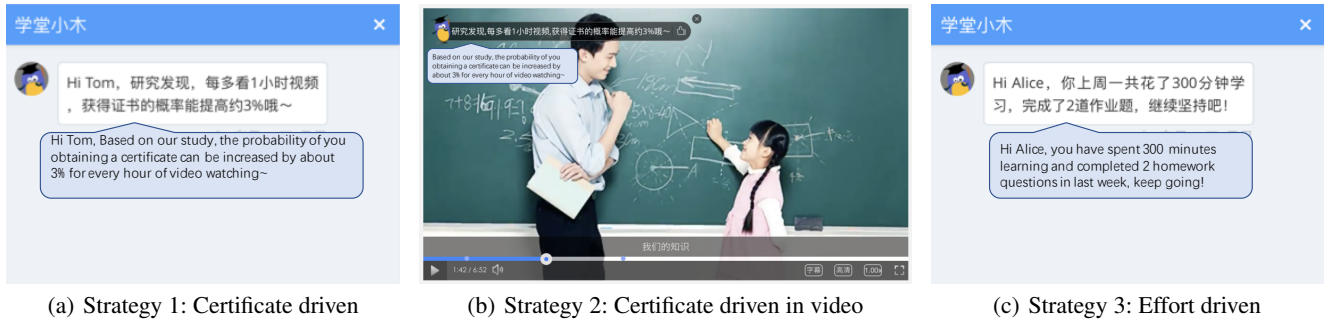 学堂小木
×
Hi Tom，研究发现，每多看1小时视频
，获得证书的概率能提高约3%哦～
Hi Tom, Based on our study, the probability of you
obtaining a certificate can be increased by about
3% for every hour of video watching~
(a) Strategy 1: Certificate driven
研究发现,每多看1小时视频,获得证书的概率能提高约3%哦～
Based on our study, the probability of you
obtaining a certificate can be increased by
about 3% for every hour of video watching~
我们的知识
1:42 / 6:52
字幕
高清
1.00x
(b) Strategy 2: Certificate driven in video
学堂小木
×
Hi Alice，你上周一共花了300分钟学
习，完成了2道作业题，继续坚持吧！
Hi Alice, you have spent 300 minutes
learning and completed 2 homework
questions in last week, keep going!
(c) Strategy 3: Effort driven